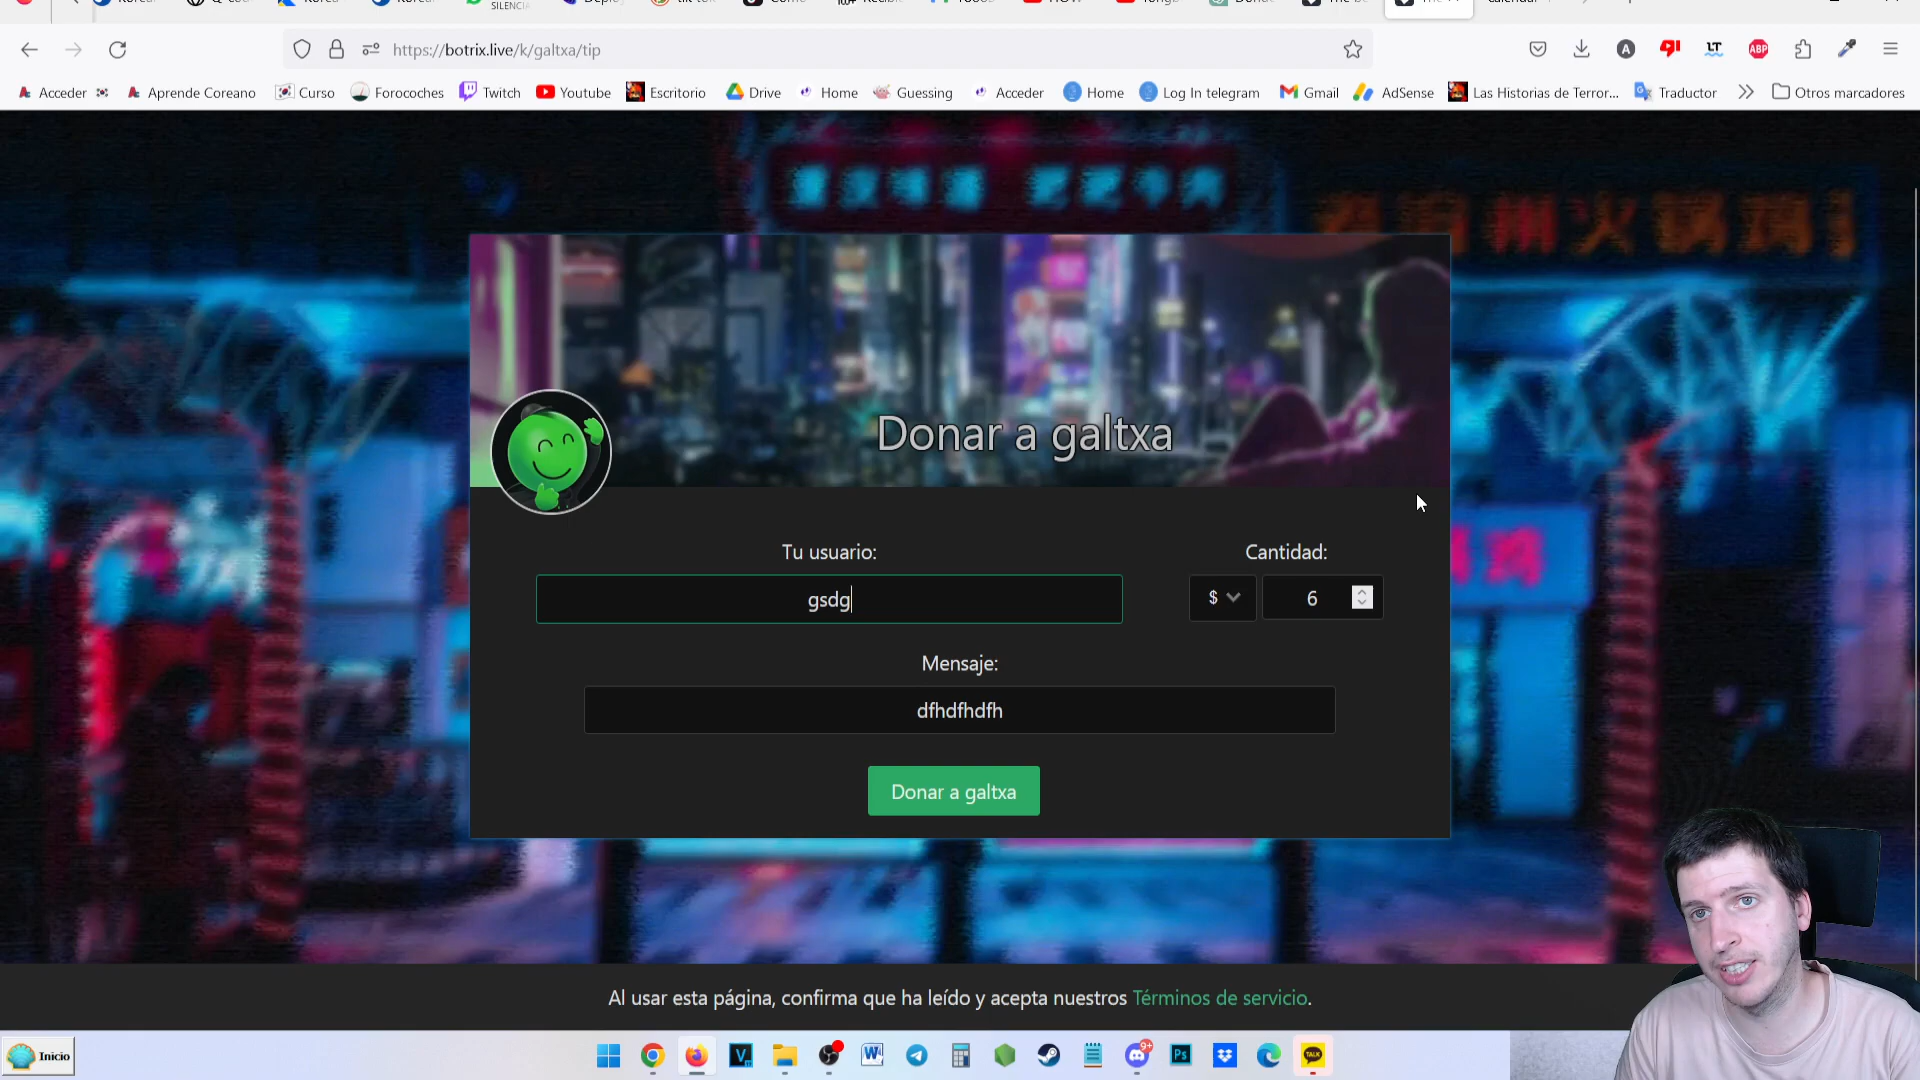 SILENCIA
https://botrix.live/k/galtxa/tip
Acceder
Aprende Coreano
Curso
Forocoches
Twitch
Youtube
Escritorio
Drive
Home
Guessing
Acceder
Home
Log In telegram
Gmail
AdSense
Las Historias de Terror...
Traductor
Otros marcadores
Donar a galtxa
Tu usuario:
Cantidad:
gsdg
$
6
Mensaje:
dfhdfhdfh
Donar a galtxa
Al usar esta página, confirma que ha leído y acepta nuestros Términos de servicio.
Inicio